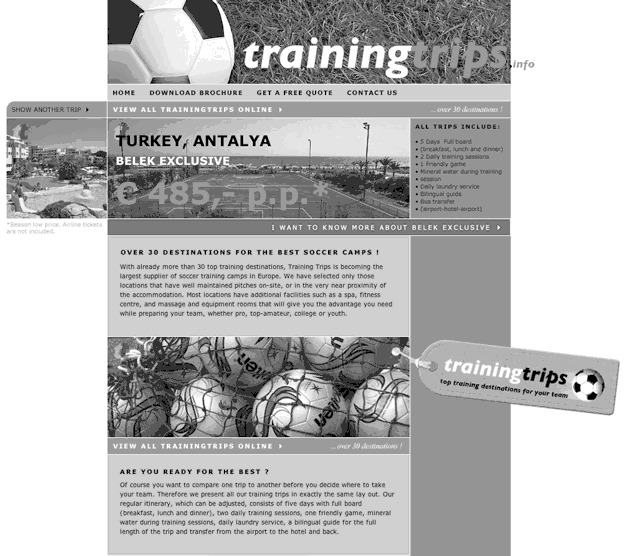 trainingtrips.info
HOME DOWNLOAD BROCHURE GET A FREE QUOTE CONTACT US
SHOW ANOTHER TRIP
VIEW ALL TRAININGTRIPS ONLINE
... over 30 destinations !
TURKEY, ANTALYA
BELEK EXCLUSIVE
€ 485,- p.p.*
ALL TRIPS INCLUDE:
• 5 Days Full board
• (breakfast, lunch and dinner)
• 2 Daily training sessions
• 1 Friendly game
• Mineral water during training
• session
• Daily laundry service
• Bilingual guide
• Bus transfer
• (airport-hotel-airport)
*Season low price. Airline tickets
are not included.
I WANT TO KNOW MORE ABOUT BELEK EXCLUSIVE
OVER 30 DESTINATIONS FOR THE BEST SOCCER CAMPS !
With already more than 30 top training destinations, Training Trips is becoming the
largest supplier of soccer training camps in Europe. We have selected only those
locations that have well maintained pitches on-site, or in the very near proximity of
the accommodation. Most locations have additional facilities such as a spa, fitness
centre, and massage and equipment rooms that will give you the advantage you need
while preparing your team, whether pro, top-amateur, college or youth.
trainingtrips
top training destinations for your team
VIEW ALL TRAININGTRIPS ONLINE
... over 30 destinations !
ARE YOU READY FOR THE BEST ?
Of course you want to compare one trip to another before you decide where to take
your team. Therefore we present all our training trips in exactly the same lay out. Our
regular itinerary, which can be adjusted, consists of five days with full board
(breakfast, lunch and dinner), two daily training sessions, one friendly game, mineral
water during training sessions, daily laundry service, a bilingual guide for the full
length of the trip and transfer from the airport to the hotel and back.